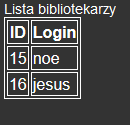 Lista bibliotekarzy
ID Login
15 noe
16 jesus